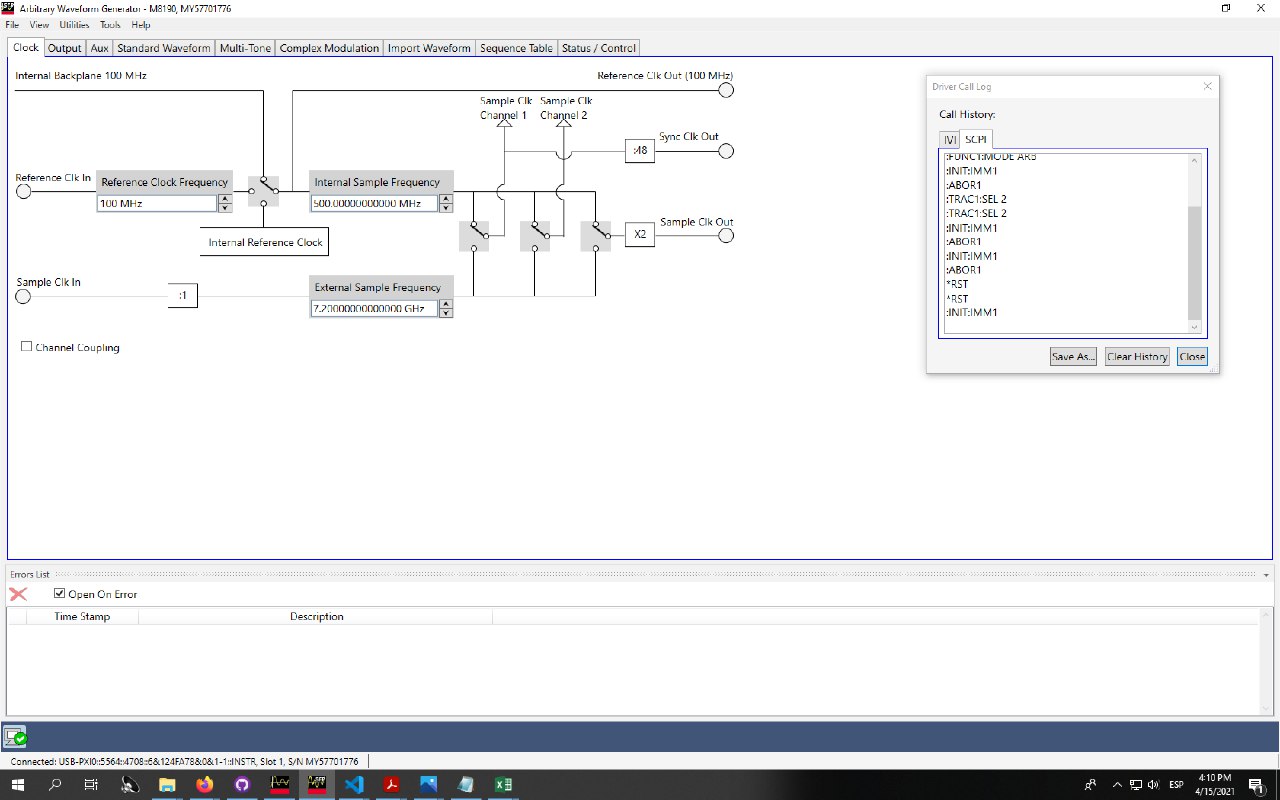 Arbitrary Waveform Generator - M8190, MY57701776
File View Utilities Tools Help
Clock Output Aux Standard Waveform Multi-Tone Complex Modulation Import Waveform Sequence Table Status / Control
Internal Backplane 100 MHz
Reference Clk Out (100 MHz)
Sample Clk Channel 1
Sample Clk Channel 2
Sync Clk Out
:48
Reference Clk In
Reference Clock Frequency
100 MHz
Internal Sample Frequency
500.00000000000 MHz
Internal Reference Clock
X2
Sample Clk Out
Sample Clk In
:1
External Sample Frequency
7.20000000000000 GHz
Channel Coupling
Driver Call Log
Call History:
IVI SCPI
:FUNC1:MODE ARB
:INIT:IMM1
:ABOR1
:TRAC1:SEL 2
:TRAC1:SEL 2
:INIT:IMM1
:ABOR1
:INIT:IMM1
:ABOR1
*RST
*RST
:INIT:IMM1
Save As... Clear History Close
Errors List
Open On Error
Time Stamp Description
Connected: USB-PXI0::5564::4708::6&124FA78&0&1-1::INSTR, Slot 1, S/N MY57701776
ESP
4:10 PM
4/15/2021
1